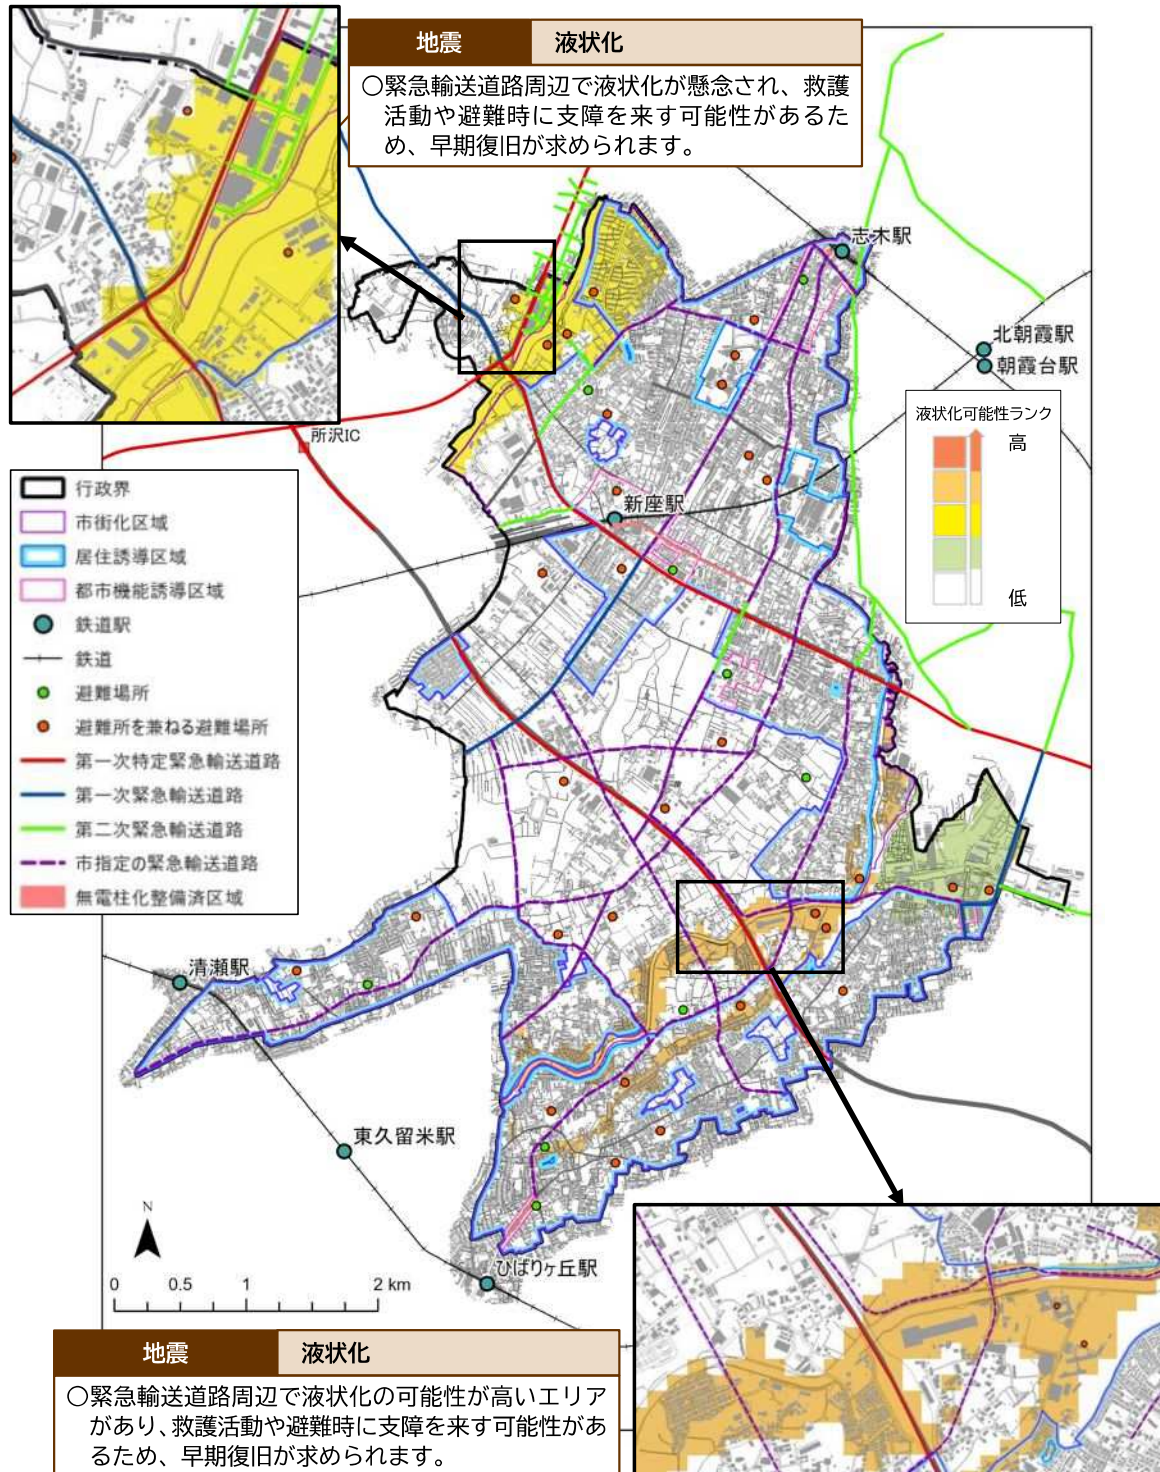 地震
液状化
〇緊急輸送道路周辺で液状化が懸念され、救護
活動や避難時に支障を来す可能性があるた
め、早期復旧が求められます。
志木駅
北朝霞駅
朝霞台駅
液状化可能性ランク
高
低
所沢IC
新座駅
行政界
市街化区域
居住誘導区域
都市機能誘導区域
鉄道駅
鉄道
避難場所
避難所を兼ねる避難場所
第一次特定緊急輸送道路
第一次緊急輸送道路
第二次緊急輸送道路
市指定の緊急輸送道路
無電柱化整備済区域
清瀬駅
東久留米駅
ひばりヶ丘駅
N
0 0.5 1 2 km
地震
液状化
〇緊急輸送道路周辺で液状化の可能性が高いエリア
があり、救護活動や避難時に支障を来す可能性があ
るため、早期復旧が求められます。